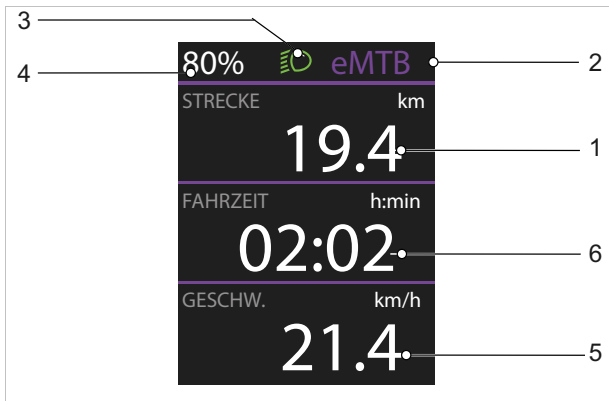 3
4
80% eMTB
2
STRECKE km
19.4
1
FAHRZEIT h:min
02:02
6
GESCHW. km/h
21.4
5